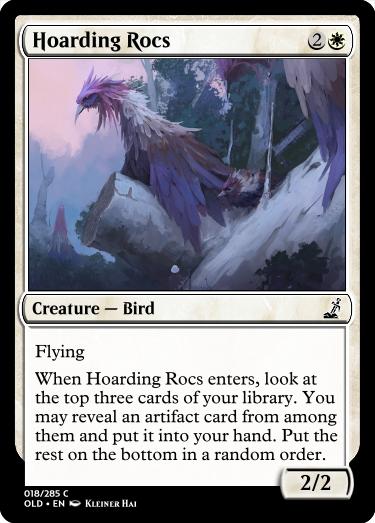 Hoarding Rocs 2
Creature — Bird
Flying
When Hoarding Rocs enters, look at
the top three cards of your library. You
may reveal an artifact card from among
them and put it into your hand. Put the
rest on the bottom in a random order.
2/2
018/285 C
OLD • EN Kleiner Hai